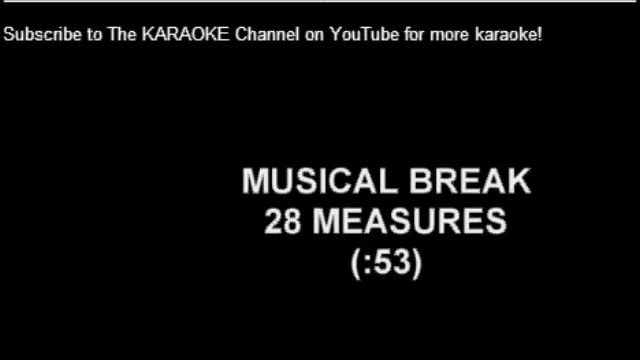 Subscribe to The KARAOKE Channel on YouTube for more karaoke!
MUSICAL BREAK
28 MEASURES
(:53)